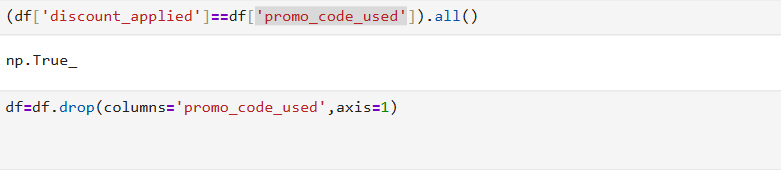 (df['discount_applied']==df['promo_code_used']).all()
np.True_
df=df.drop(columns='promo_code_used',axis=1)